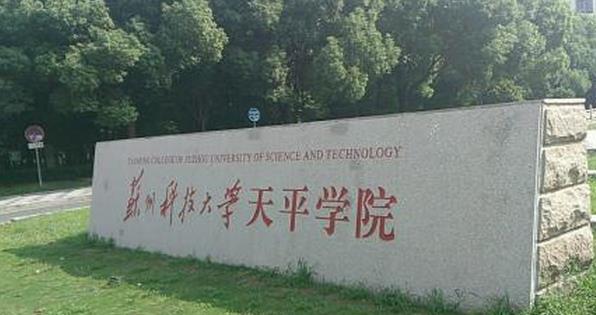 TIANPING COLLEGE OF SUZHOU UNIVERSITY OF SCIENCE AND TECHNOLOGY
蘇州科技大学天平学院